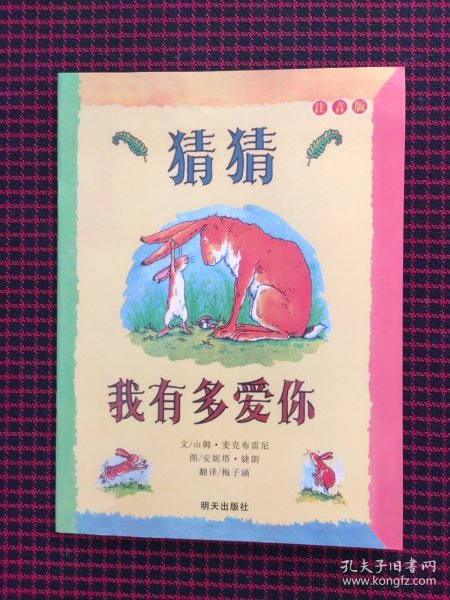 注音版
猜猜
我有多爱你
文/山姆·麦克布雷尼
图/安妮塔·婕朗
翻译/梅子涵
明天出版社
孔夫子旧书网
www.kongfz.com